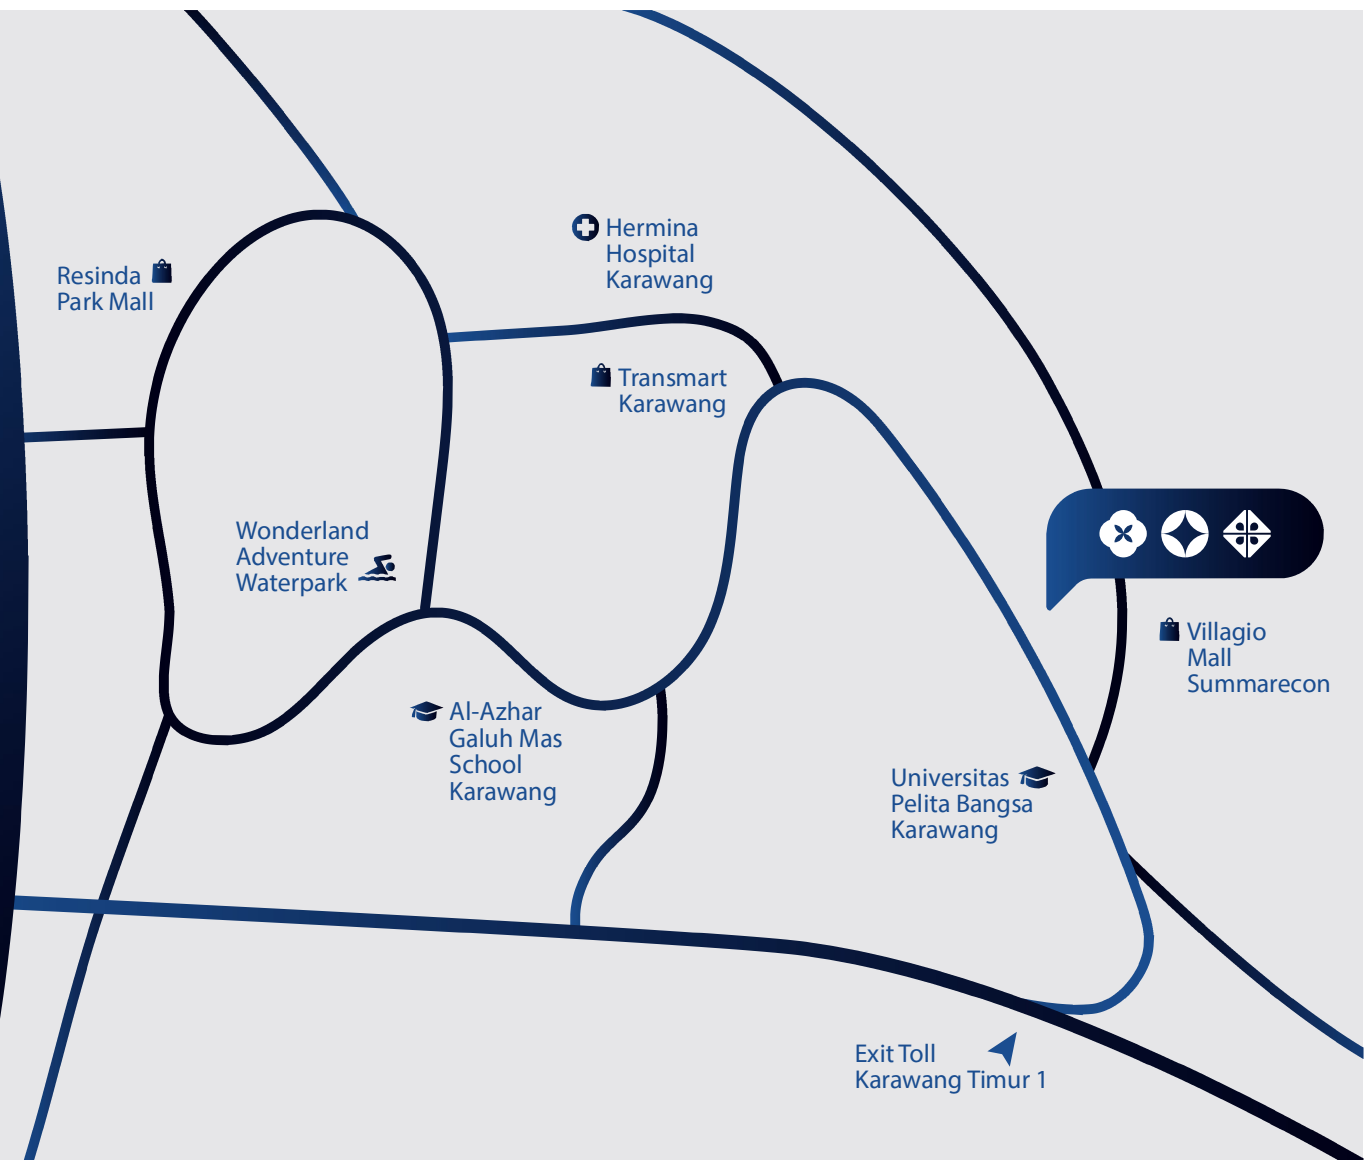 Hermina
Hospital
Karawang
Resinda
Park Mall
Transmart
Karawang
Wonderland
Adventure
Waterpark
Villagio
Mall
Summarecon
Al-Azhar
Galuh Mas
School
Karawang
Universitas
Pelita Bangsa
Karawang
Exit Toll
Karawang Timur 1